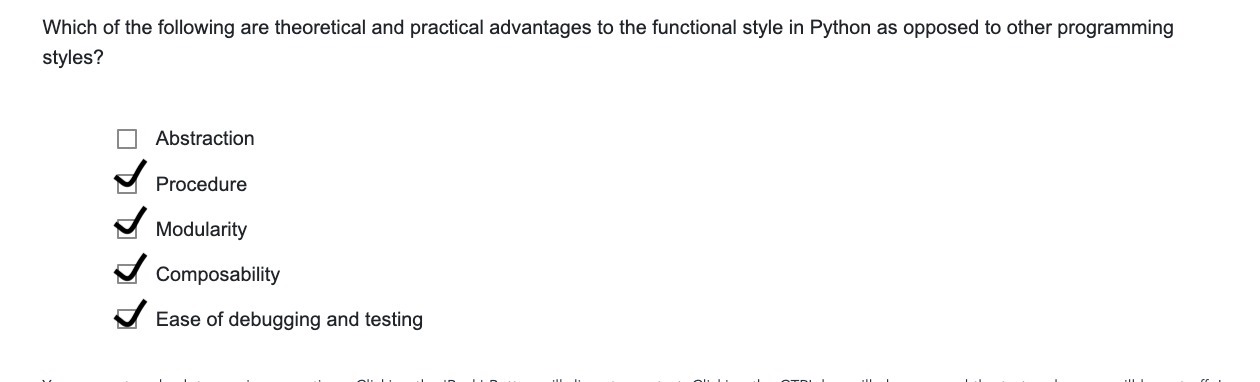 Which of the following are theoretical and practical advantages to the functional style in Python as opposed to other programming
styles?
Abstraction
Procedure
Modularity
Composability
Ease of debugging and testing